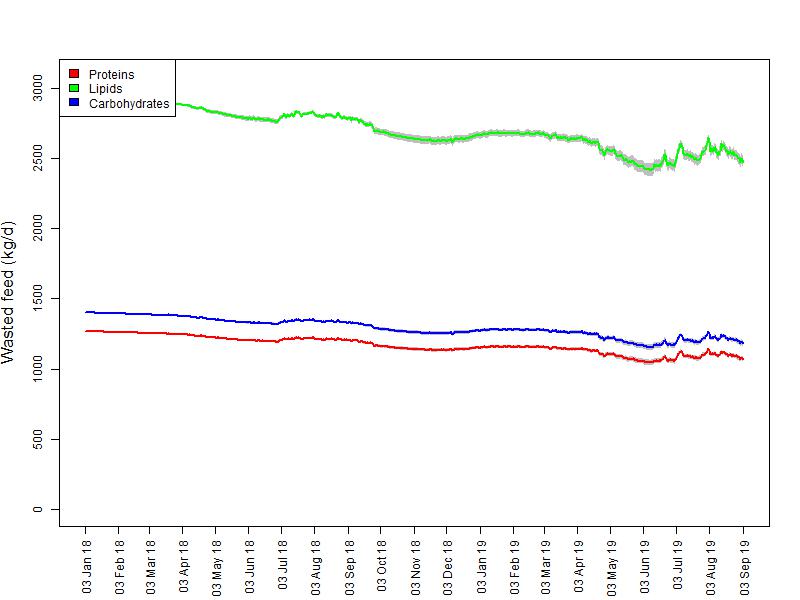 Proteins
Lipids
Carbohydrates
Wasted feed (kg/d)
3000
2500
2000
1500
1000
500
0
03 Jan 18
03 Feb 18
03 Mar 18
03 Apr 18
03 May 18
03 Jun 18
03 Jul 18
03 Aug 18
03 Sep 18
03 Oct 18
03 Nov 18
03 Dec 18
03 Jan 19
03 Feb 19
03 Mar 19
03 Apr 19
03 May 19
03 Jun 19
03 Jul 19
03 Aug 19
03 Sep 19